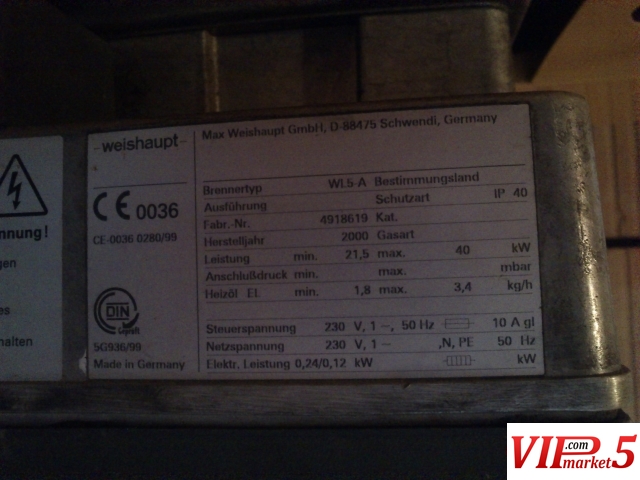 nnung!
gen
es
halten
-weishaupt-
CE 0036
CE-0036 0280/99
DIN
Geprüft
5G936/99
Made in Germany
Max Weishaupt GmbH, D-88475 Schwendi, Germany
Brennertyp WL5-A Bestimmungsland
Ausführung Schutzart IP 40
Fabr.-Nr. 4918619 Kat.
Herstelljahr 2000 Gasart
Leistung min. 21,5 max. 40 kW
Anschlußdruck min. max. mbar
Heizöl EL min. 1,8 max. 3,4 kg/h
Steuerspannung 230 V, 1~, 50 Hz 10 A gl
Netzspannung 230 V, 1~ ,N, PE 50 Hz
Elektr. Leistung 0,24/0,12 kW kW
VIP.com
market5